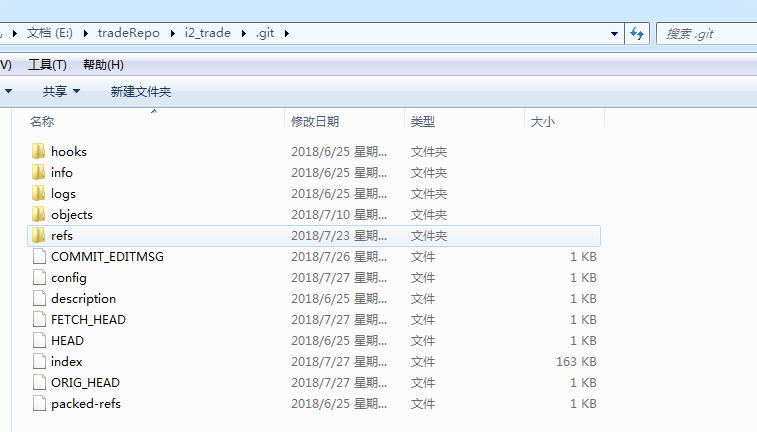 文档 (E:) tradeRepo i2_trade .git 搜索 .git
V) 工具(T) 帮助(H)
共享 新建文件夹
名称 修改日期 类型 大小
hooks 2018/6/25 星期... 文件夹
info 2018/6/25 星期... 文件夹
logs 2018/6/25 星期... 文件夹
objects 2018/7/10 星期... 文件夹
refs 2018/7/23 星期... 文件夹
COMMIT_EDITMSG 2018/7/26 星期... 文件 1 KB
config 2018/7/27 星期... 文件 1 KB
description 2018/6/25 星期... 文件 1 KB
FETCH_HEAD 2018/7/27 星期... 文件 1 KB
HEAD 2018/6/25 星期... 文件 1 KB
index 2018/7/27 星期... 文件 163 KB
ORIG_HEAD 2018/7/27 星期... 文件 1 KB
packed-refs 2018/6/25 星期... 文件 1 KB